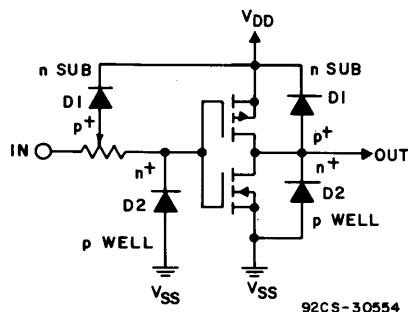 VDD
n SUB
n SUB
D1
D1
p+
p+
IN
OUT
n+
n+
D2
D2
p WELL
p WELL
VSS
VSS
92CS-30554